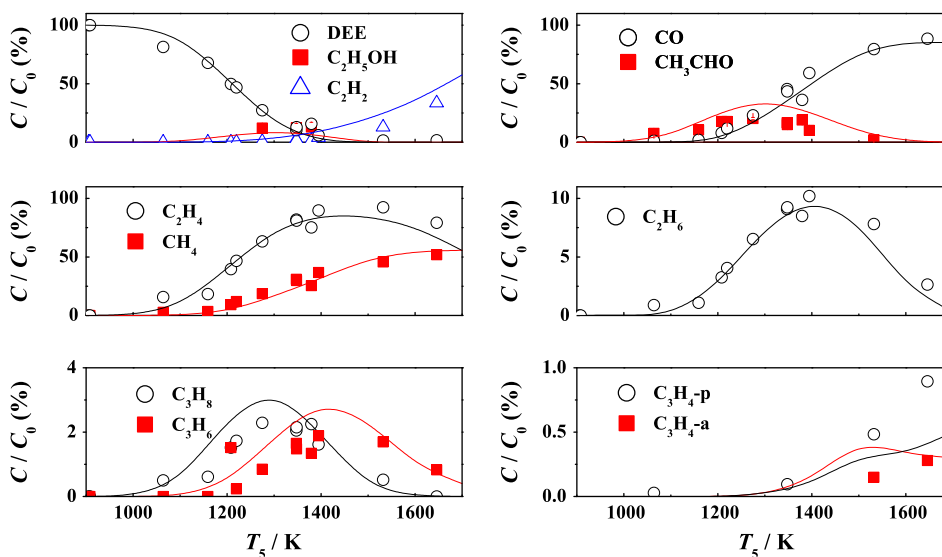 C / C0 (%)
100
50
0
DEE
C2H5OH
C2H2
C / C0 (%)
100
50
0
CO
CH3CHO
C / C0 (%)
100
50
0
C2H4
CH4
C / C0 (%)
10
5
0
C2H6
C / C0 (%)
4
2
0
C3H8
C3H6
1000 1200 1400 1600
T5 / K
C / C0 (%)
1.0
0.5
0.0
C3H4-p
C3H4-a
1000 1200 1400 1600
T5 / K